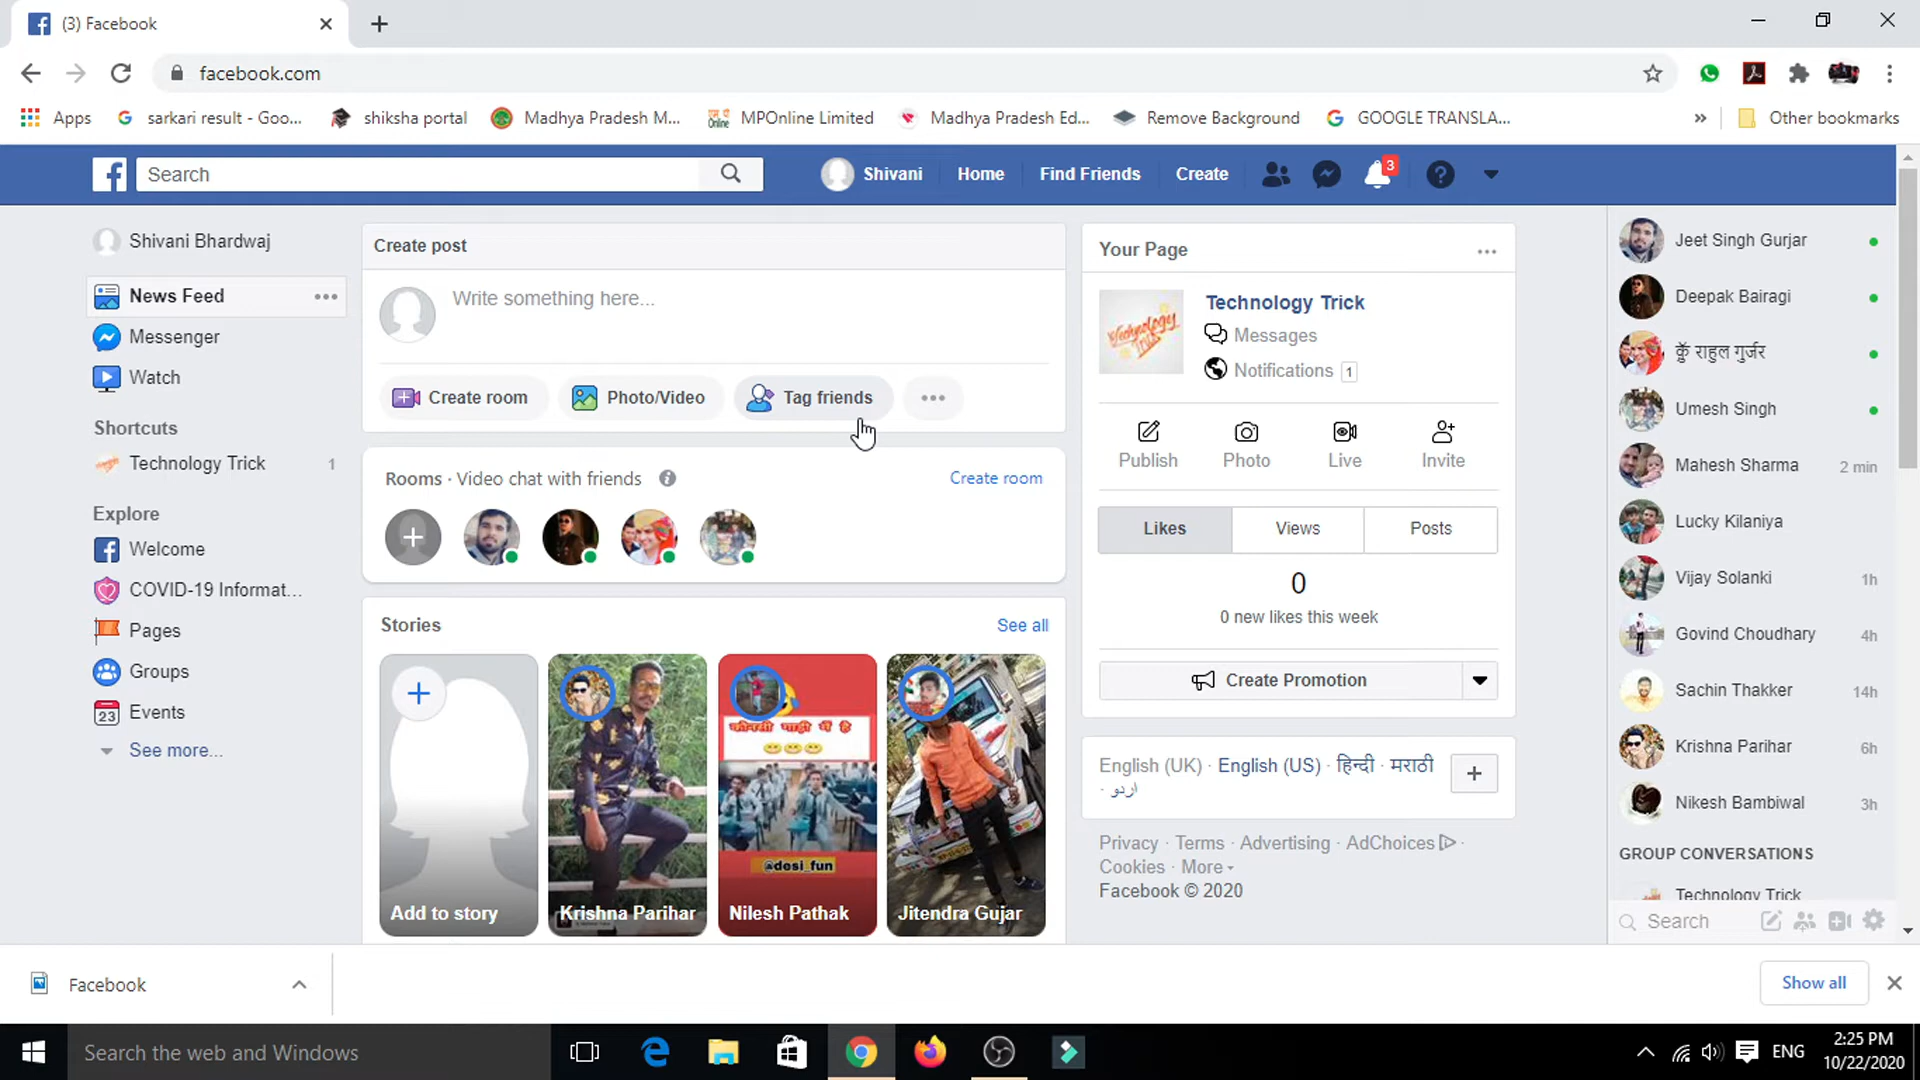 (3) Facebook
facebook.com
Apps
sarkari result - Goo...
shiksha portal
Madhya Pradesh M...
MPOnline Limited
Madhya Pradesh Ed...
Remove Background
GOOGLE TRANSLA...
»
Other bookmarks
Search
Shivani
Home
Find Friends
Create
3
Shivani Bhardwaj
News Feed
Messenger
Watch
Shortcuts
Technology Trick 1
Explore
Welcome
COVID-19 Informat...
Pages
Groups
23 Events
See more...
Create post
Write something here...
Create room
Photo/Video
Tag friends
Rooms · Video chat with friends
Create room
Stories
See all
Add to story
Krishna Parihar
कौनसी गाड़ी में है
@desi_fun
Nilesh Pathak
Jitendra Gujar
Your Page
Technology Trick
Technology Trick
Messages
Notifications 1
Publish
Photo
Live
Invite
Likes
Views
Posts
0
0 new likes this week
Create Promotion
English (UK) · English (US) · हिन्दी · मराठी
· اردو
Privacy · Terms · Advertising · AdChoices ·
Cookies · More
Facebook © 2020
Jeet Singh Gurjar
Deepak Bairagi
राहुल गुर्जर
Umesh Singh
Mahesh Sharma 2 min
Lucky Kilaniya
Vijay Solanki 1h
Govind Choudhary 4h
Sachin Thakker 14h
Krishna Parihar 6h
Nikesh Bambiwal 3h
GROUP CONVERSATIONS
Technology Trick
Search
Facebook
Show all
Search the web and Windows
ENG
2:25 PM
10/22/2020